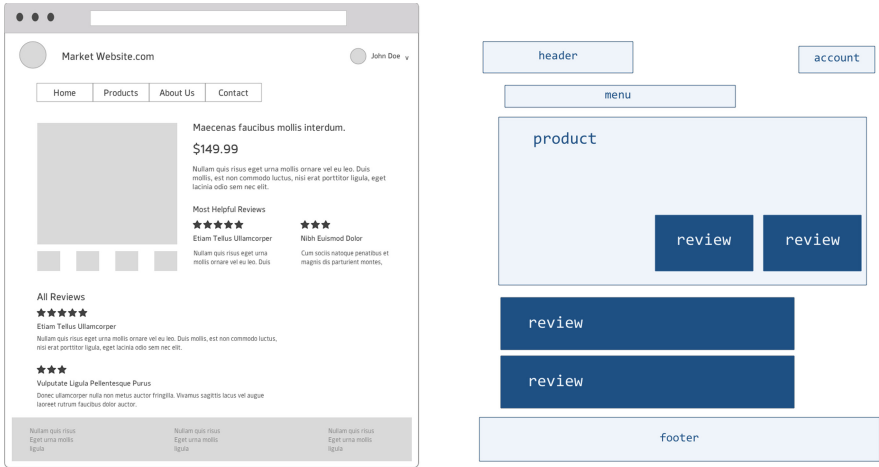 Market Website.com
John Doe v
Home Products About Us Contact
Maecenas faucibus mollis interdum.
$149.99
Nullam quis risus eget urna mollis ornare vel eu leo. Duis
mollis, est non commodo luctus, nisi erat porttitor ligula, eget
lacinia odio sem nec elit.
Most Helpful Reviews
Etiam Tellus Ullamcorper
Nullam quis risus eget urna
mollis ornare vel eu leo. Duis
Nibh Euismod Dolor
Cum sociis natoque penatibus et
magnis dis parturient montes,
All Reviews
Etiam Tellus Ullamcorper
Nullam quis risus eget urna mollis ornare vel eu leo. Duis mollis, est non commodo luctus,
nisi erat porttitor ligula, eget lacinia odio sem nec elit.
Vulputate Ligula Pellentesque Purus
Donec ullamcorper nulla non metus auctor fringilla. Vivamus sagittis lacus vel augue
laoreet rutrum faucibus dolor auctor.
Nullam quis risus
Eget urna mollis
ligula
Nullam quis risus
Eget urna mollis
ligula
Nullam quis risus
Eget urna mollis
ligula
header
account
menu
product
review
review
review
review
footer